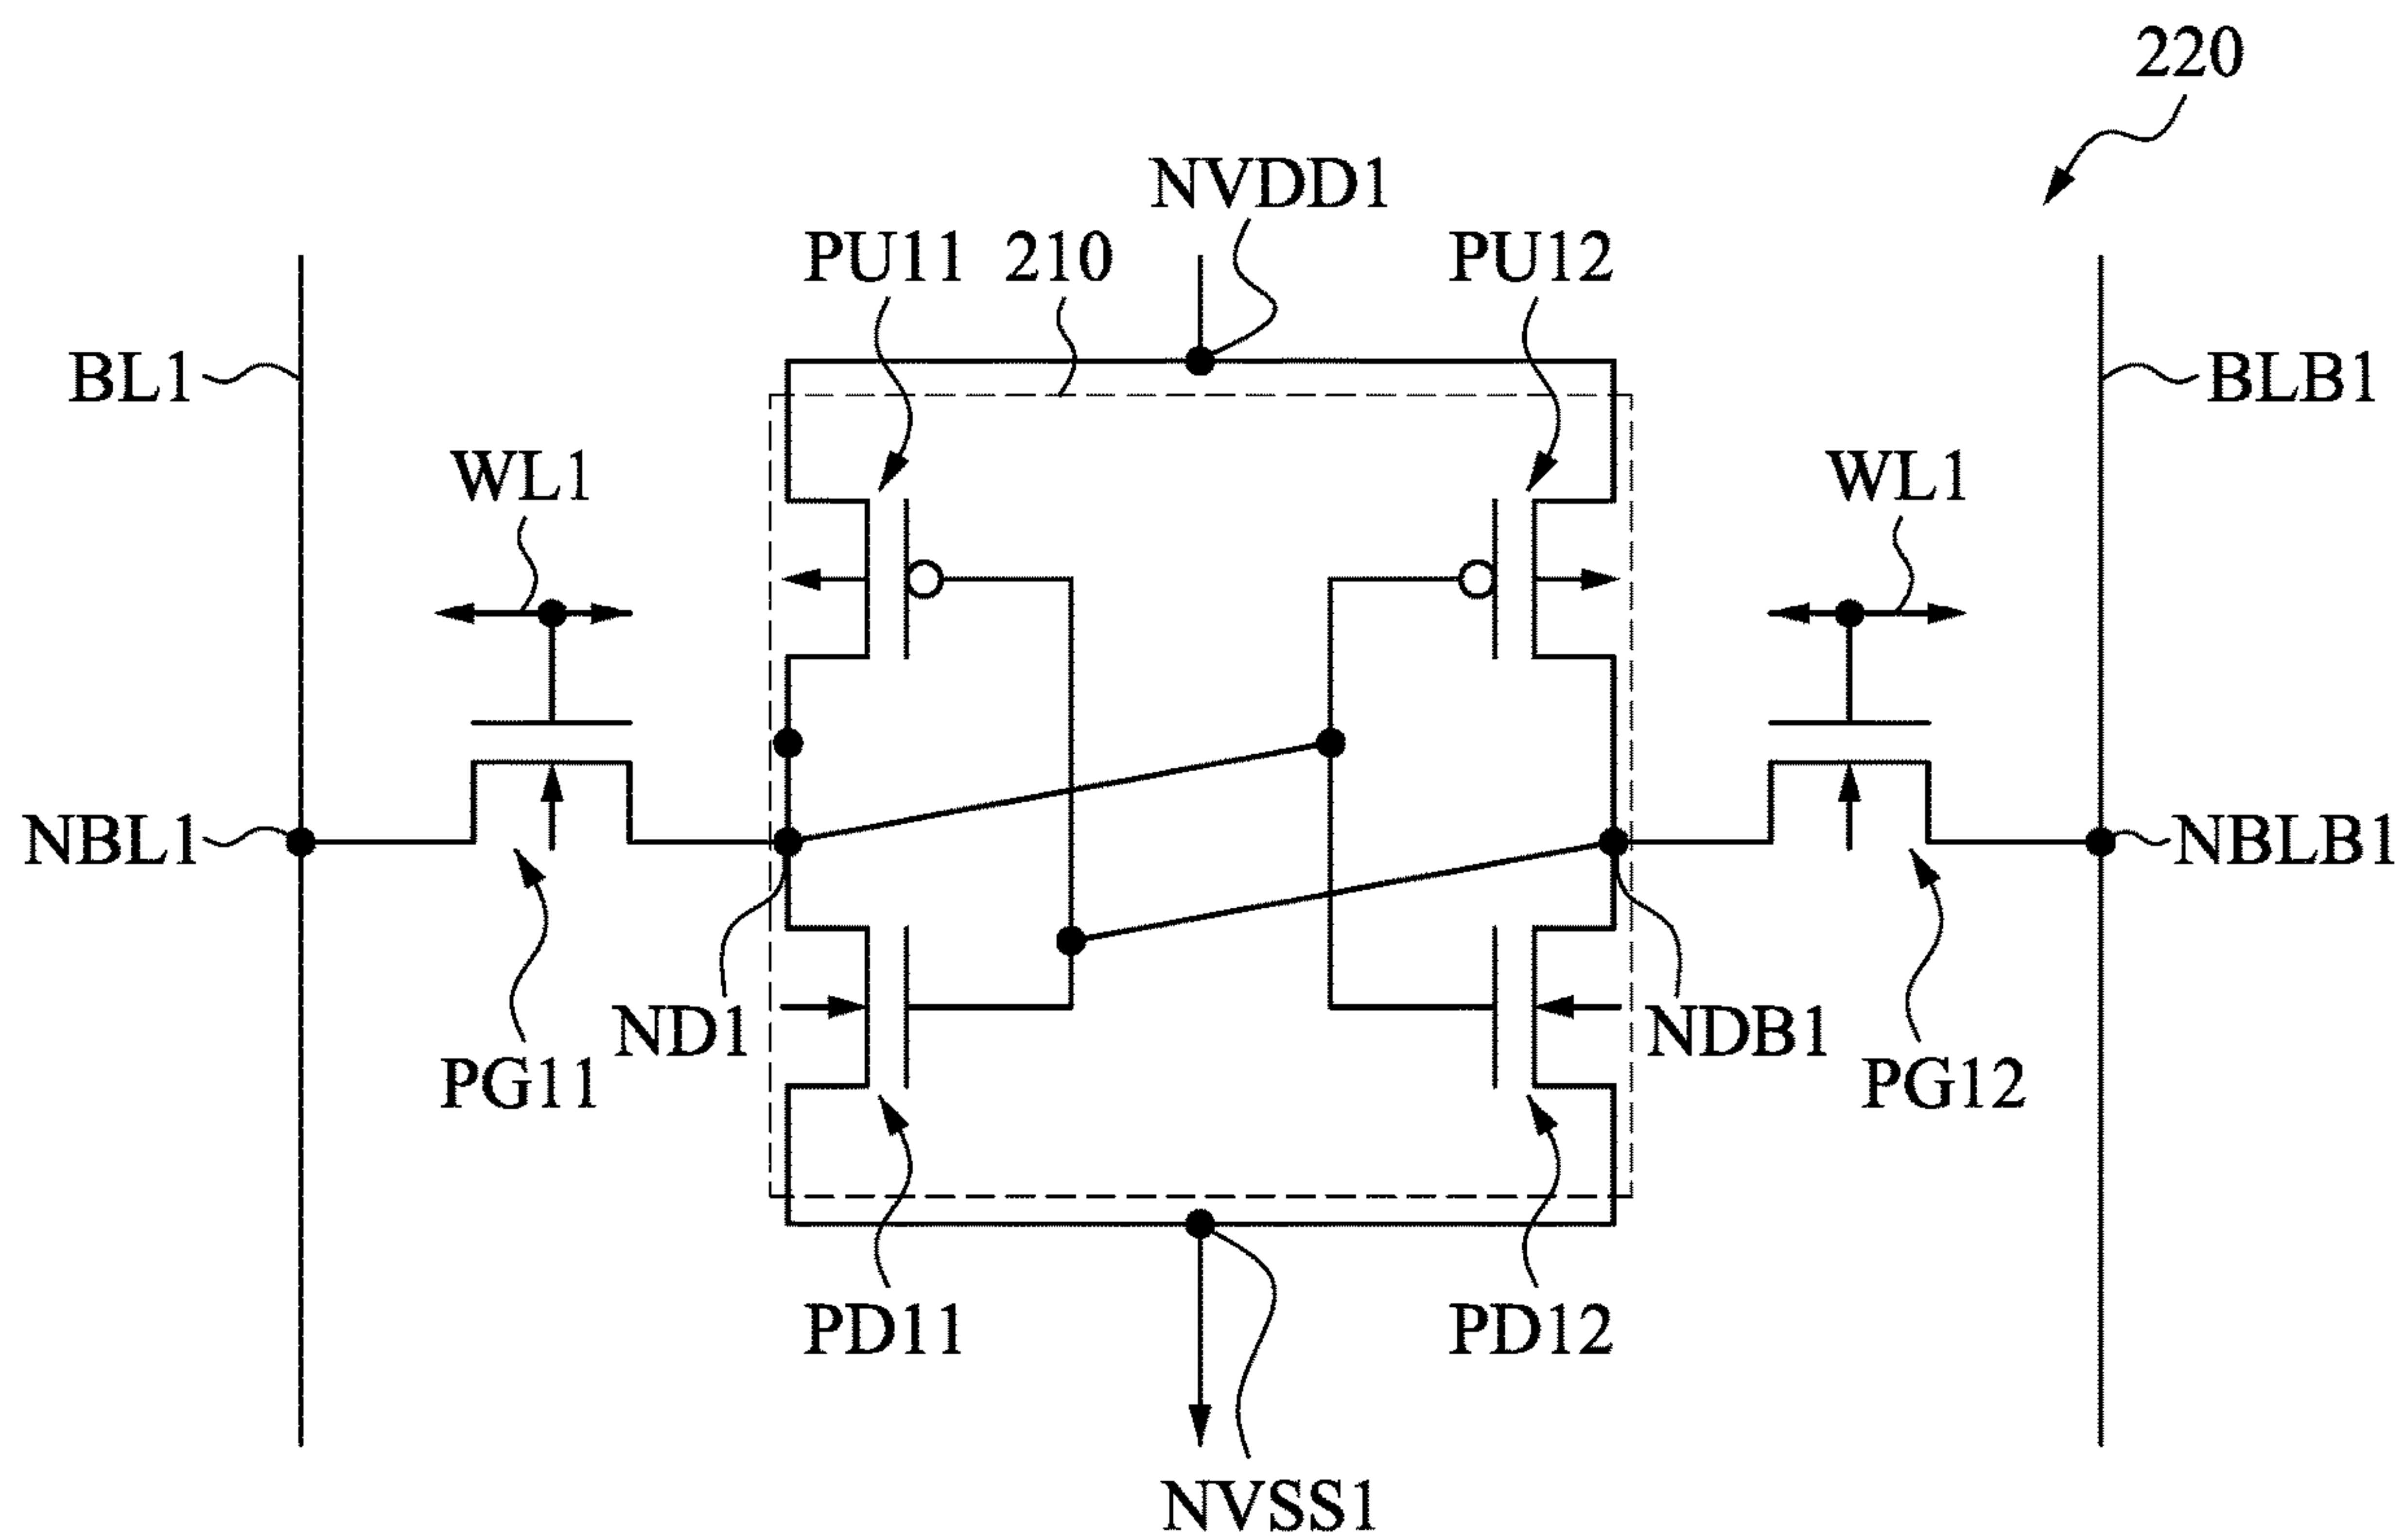 220
NVDD1
PU11 210 PU12
BL1 BLB1
WL1 WL1
NBL1 NBLB1
ND1 NDB1
PG11 PG12
PD11 PD12
NVSS1